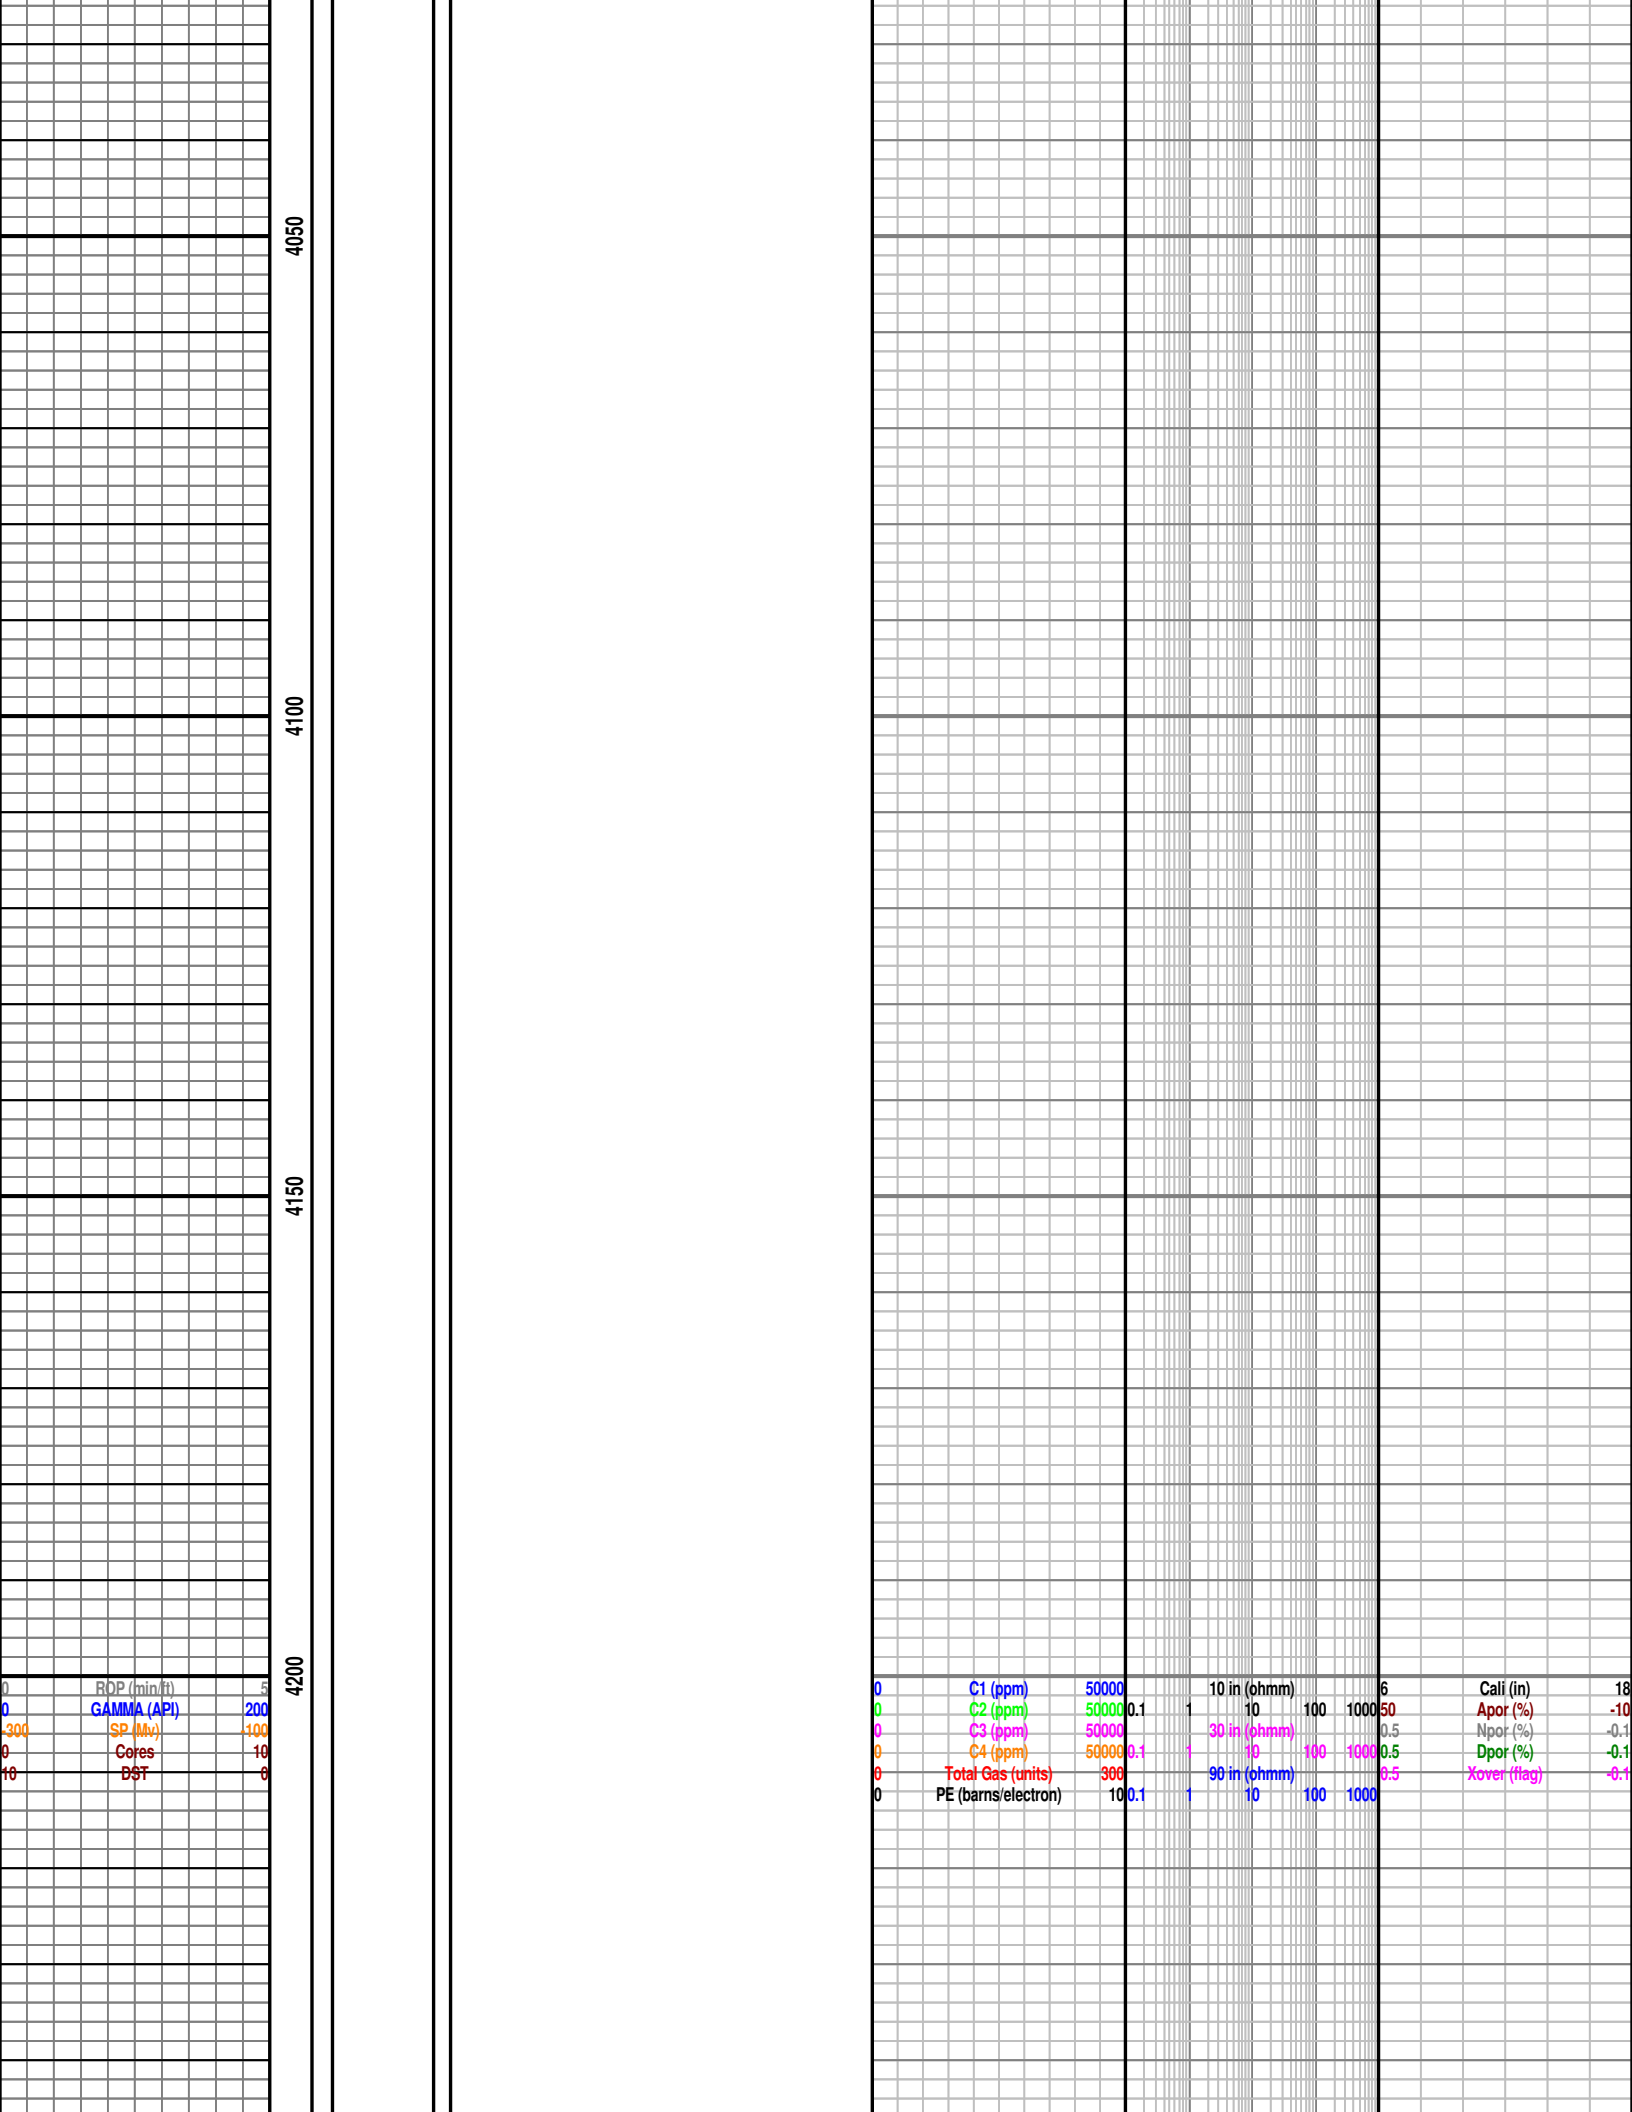 4050
4100
4150
4200
0 ROP (min/ft) 5
0 GAMMA (API) 200
-300 SP (Mv) -100
0 Cores 10
10 DST 0
0 C1 (ppm) 50000
0 C2 (ppm) 50000
0 C3 (ppm) 50000
0 C4 (ppm) 50000
0 Total Gas (units) 300
0 PE (barns/electron) 10
10 in (ohmm)
0.1 1 10 100 1000
30 in (ohmm)
0.1 1 10 100 1000
90 in (ohmm)
0.1 1 10 100 1000
6 Cali (in) 18
50 Apor (%) -10
0.5 Npor (%) -0.1
0.5 Dpor (%) -0.1
0.5 Xover (flag) -0.1